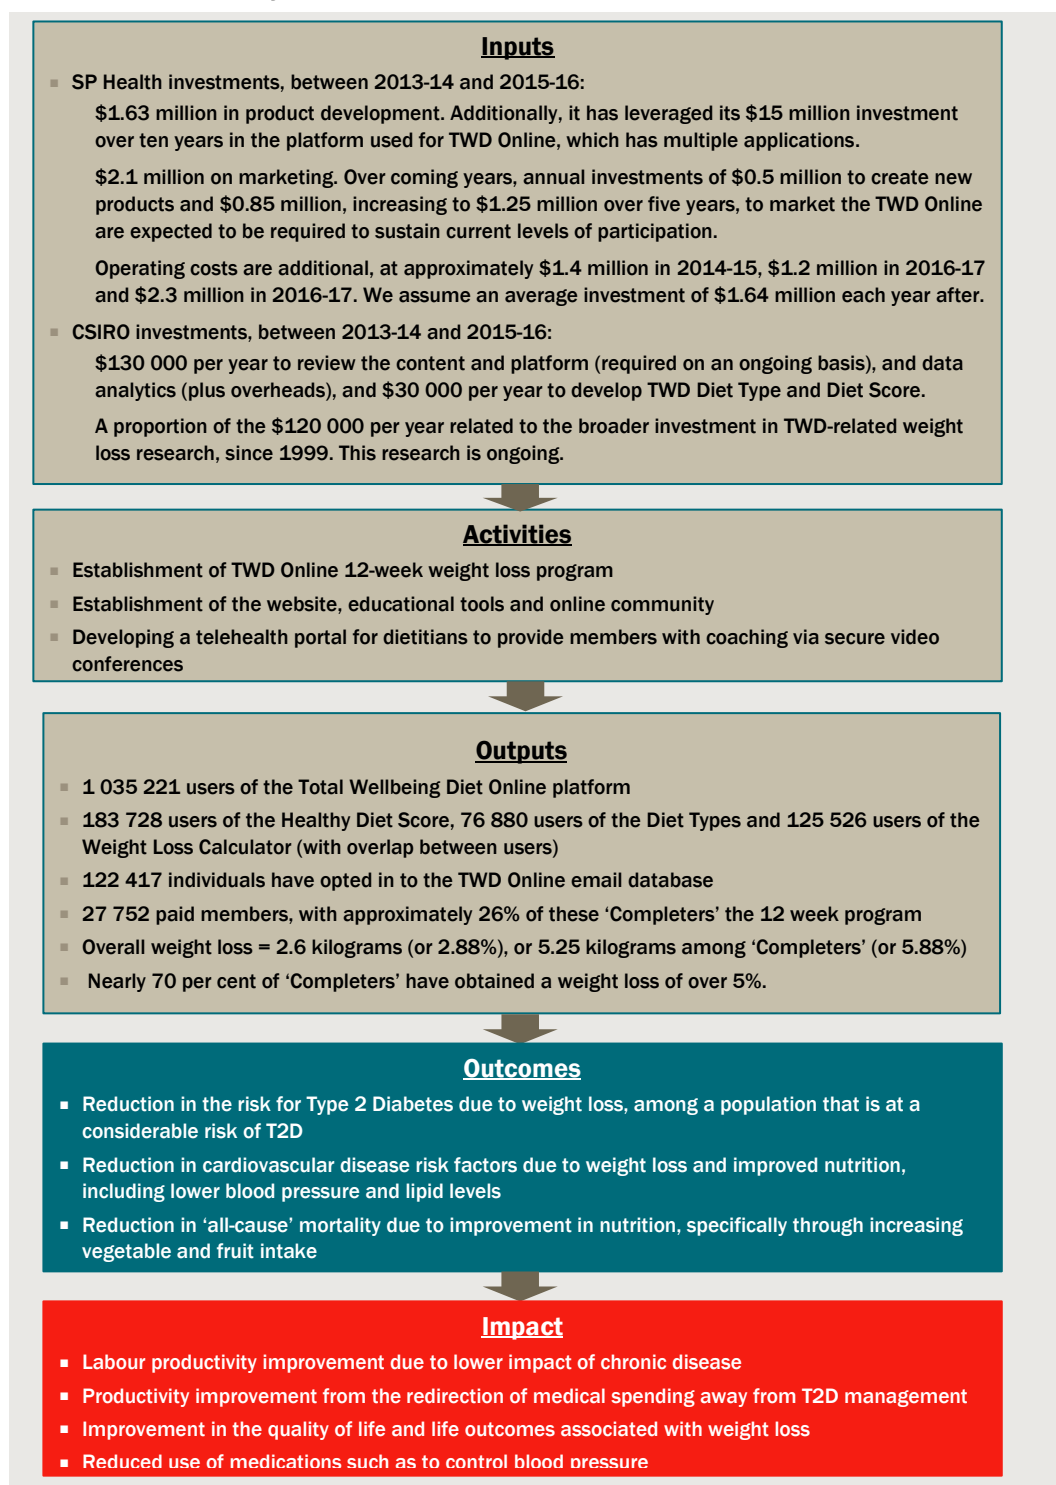 Inputs
▪ SP Health investments, between 2013-14 and 2015-16:
$1.63 million in product development. Additionally, it has leveraged its $15 million investment
over ten years in the platform used for TWD Online, which has multiple applications.
$2.1 million on marketing. Over coming years, annual investments of $0.5 million to create new
products and $0.85 million, increasing to $1.25 million over five years, to market the TWD Online
are expected to be required to sustain current levels of participation.
Operating costs are additional, at approximately $1.4 million in 2014-15, $1.2 million in 2016-17
and $2.3 million in 2016-17. We assume an average investment of $1.64 million each year after.
▪ CSIRO investments, between 2013-14 and 2015-16:
$130 000 per year to review the content and platform (required on an ongoing basis), and data
analytics (plus overheads), and $30 000 per year to develop TWD Diet Type and Diet Score.
A proportion of the $120 000 per year related to the broader investment in TWD-related weight
loss research, since 1999. This research is ongoing.
Activities
▪ Establishment of TWD Online 12-week weight loss program
▪ Establishment of the website, educational tools and online community
▪ Developing a telehealth portal for dietitians to provide members with coaching via secure video
conferences
Outputs
▪ 1 035 221 users of the Total Wellbeing Diet Online platform
▪ 183 728 users of the Healthy Diet Score, 76 880 users of the Diet Types and 125 526 users of the
Weight Loss Calculator (with overlap between users)
▪ 122 417 individuals have opted in to the TWD Online email database
▪ 27 752 paid members, with approximately 26% of these ‘Completers’ the 12 week program
▪ Overall weight loss = 2.6 kilograms (or 2.88%), or 5.25 kilograms among ‘Completers’ (or 5.88%)
▪ Nearly 70 per cent of ‘Completers’ have obtained a weight loss of over 5%.
Outcomes
▪ Reduction in the risk for Type 2 Diabetes due to weight loss, among a population that is at a
considerable risk of T2D
▪ Reduction in cardiovascular disease risk factors due to weight loss and improved nutrition,
including lower blood pressure and lipid levels
▪ Reduction in ‘all-cause’ mortality due to improvement in nutrition, specifically through increasing
vegetable and fruit intake
Impact
▪ Labour productivity improvement due to lower impact of chronic disease
▪ Productivity improvement from the redirection of medical spending away from T2D management
▪ Improvement in the quality of life and life outcomes associated with weight loss
▪ Reduced use of medications such as to control blood pressure